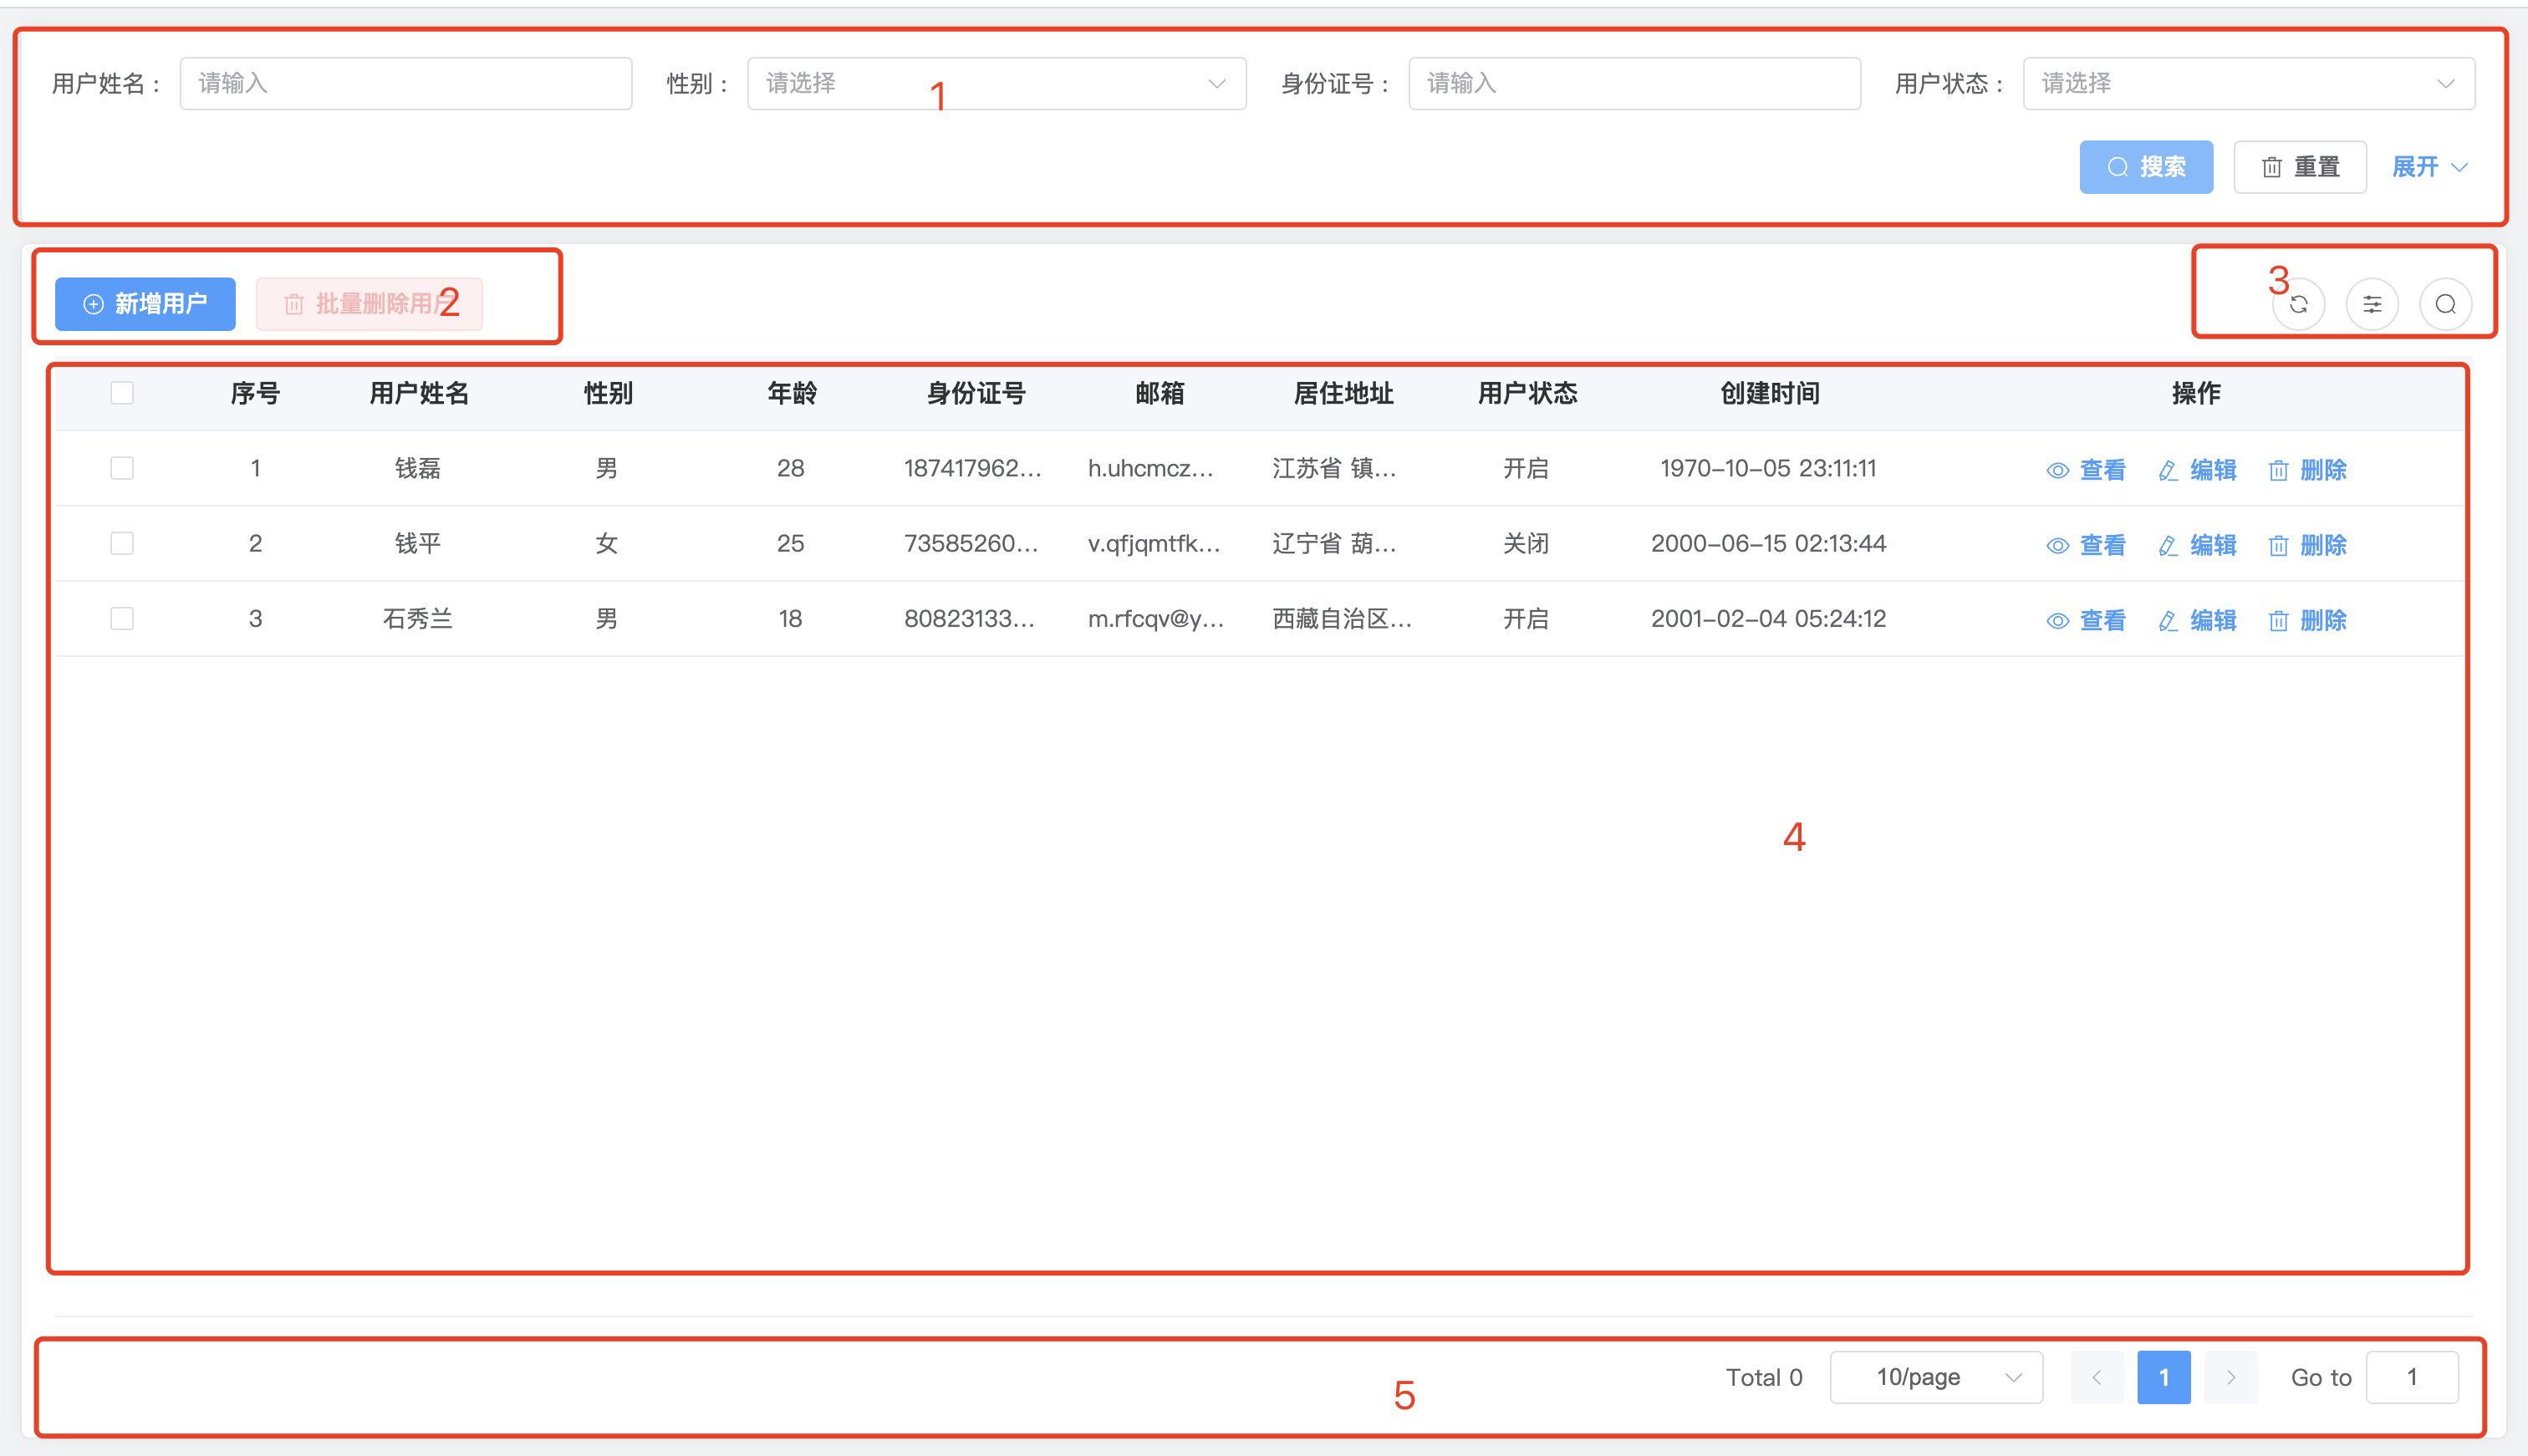 用户姓名： 请输入 性别： 请选择 身份证号： 请输入 用户状态： 请选择
1
搜索 重置 展开
新增用户 批量删除用户
2
3
序号 用户姓名 性别 年龄 身份证号 邮箱 居住地址 用户状态 创建时间 操作
1 钱磊 男 28 187417962... h.uhcmcz... 江苏省 镇... 开启 1970-10-05 23:11:11 查看 编辑 删除
2 钱平 女 25 73585260... v.qfjqmtfk... 辽宁省 葫... 关闭 2000-06-15 02:13:44 查看 编辑 删除
3 石秀兰 男 18 80823133... m.rfcqv@y... 西藏自治区... 开启 2001-02-04 05:24:12 查看 编辑 删除
4
Total 0 10/page 1 Go to 1
5